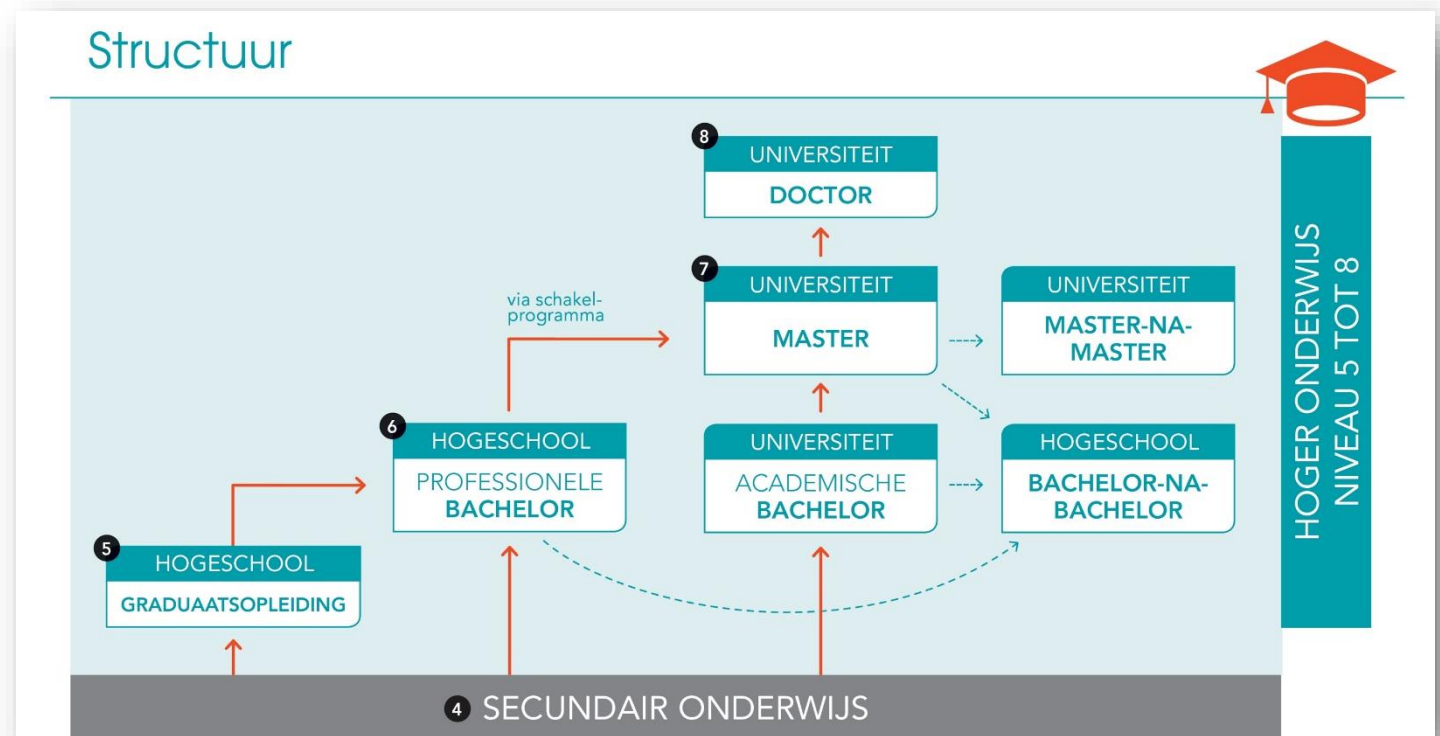 Structuur
8
UNIVERSITEIT
DOCTOR
7
UNIVERSITEIT
MASTER
UNIVERSITEIT
MASTER-NA-
MASTER
via schakel-
programma
6
HOGESCHOOL
PROFESSIONELE
BACHELOR
UNIVERSITEIT
ACADEMISCHE
BACHELOR
HOGESCHOOL
BACHELOR-NA-
BACHELOR
5
HOGESCHOOL
GRADUAATSOPLEIDING
4 SECUNDAIR ONDERWIJS
HOGER ONDERWIJS
NIVEAU 5 TOT 8